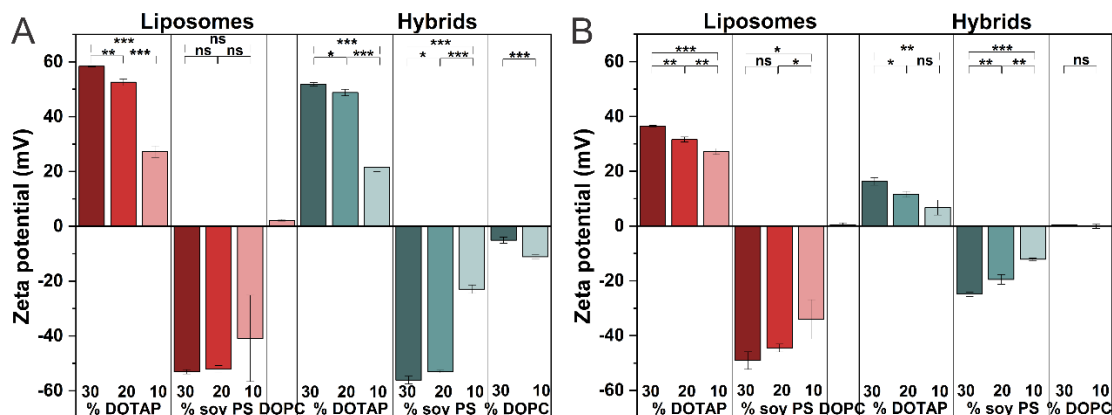 A
Liposomes
Hybrids
***
ns
***
***
***
** ***
ns ns
* ***
* ***
60
40
20
0
-20
-40
-60
Zeta potential (mV)
30 20 10 30 20 10 30 20 10 30 20 10 30 10
% DOTAP % soy PS DOPC % DOTAP % soy PS % DOPC
B
Liposomes
Hybrids
***
*
**
***
ns
** **
ns *
* ns
** **
60
40
20
0
-20
-40
-60
Zeta potential (mV)
30 20 10 30 20 10 30 20 10 30 20 10 30 10
% DOTAP % soy PS DOPC % DOTAP % soy PS % DOPC